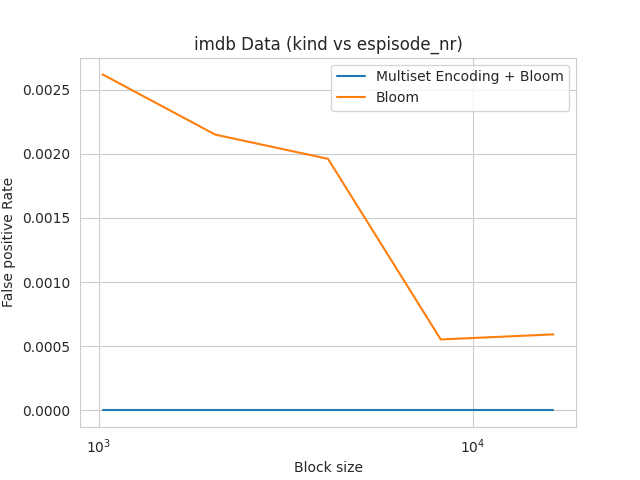 imdb Data (kind vs espisode_nr)
Multiset Encoding + Bloom
Bloom
False positive Rate
0.0025
0.0020
0.0015
0.0010
0.0005
0.0000
10³
10⁴
Block size